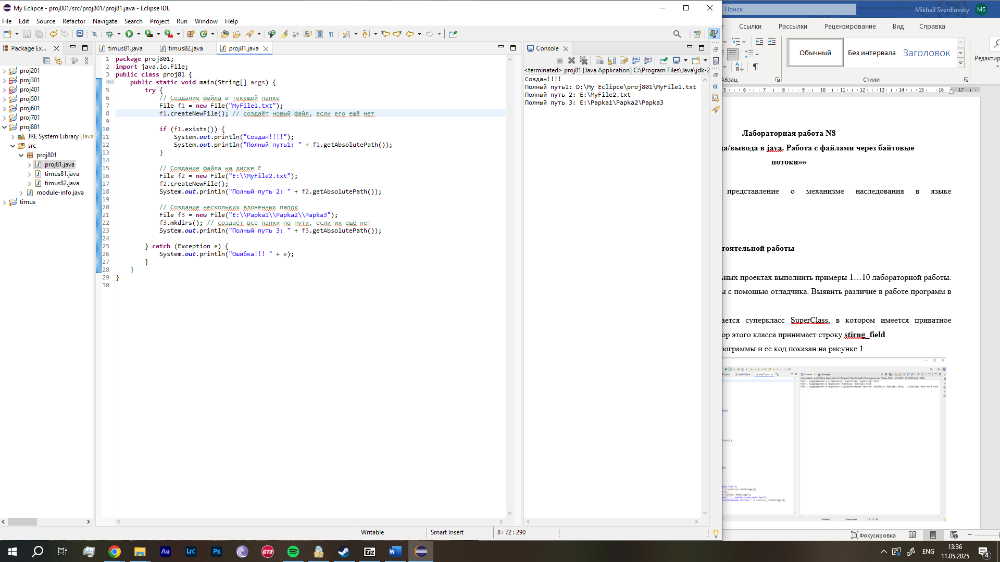 My Eclipce - proj801/src/proj801/proj81.java - Eclipse IDE
File Edit Source Refactor Navigate Search Project Run Window Help
Package Ex...
proj201
proj301
proj401
proj501
proj601
proj701
proj801
JRE System Library [Java
src
proj801
proj81.java
timus81.java
timus82.java
module-info.java
timus
timus81.java timus82.java proj81.java
1 package proj801;
2 import java.io.File;
3 public class proj81 {
4 public static void main(String[] args) {
5 try {
6 // Создание файла в текущей папке
7 File f1 = new File("MyFile1.txt");
8 f1.createNewFile(); // создаёт новый файл, если его ещё нет
9
10 if (f1.exists()) {
11 System.out.println("Создан!!!!");
12 System.out.println("Полный путь1: " + f1.getAbsolutePath());
13 }
14
15 // Создание файла на диске E
16 File f2 = new File("E:\\MyFile2.txt");
17 f2.createNewFile();
18 System.out.println("Полный путь 2: " + f2.getAbsolutePath());
19
20 // Создание нескольких вложенных папок
21 File f3 = new File("E:\\Papka1\\Papka2\\Papka3");
22 f3.mkdirs(); // создаёт все папки по пути, если их ещё нет
23 System.out.println("Полный путь 3: " + f3.getAbsolutePath());
24
25 } catch (Exception e) {
26 System.out.println("Ошибка!!! " + e);
27 }
28 }
29 }
30
Console
<terminated> proj81 [Java Application] C:\Program Files\Java\jdk-2
Создан!!!!
Полный путь1: D:\My Eclipce\proj801\MyFile1.txt
Полный путь 2: E:\MyFile2.txt
Полный путь 3: E:\Papka1\Papka2\Papka3
Writable Smart Insert 8 : 72 : 290
Поиск
Mikhail Sverdlovsky MS
Ссылки Рассылки Рецензирование Вид Справка
Обычный Без интервала Заголовок
Редактир
Абзац Стили
5 6 7 8 9 10 11 12 13 14 15 16 17
Лабораторная работа N8
да/вывода в java. Работа с файлами через байтовые
потоки»»
представление о механизме наследования в языке
тоятельной работы
ьных проектах выполнить примеры 1…10 лабораторной работы.
ы с помощью отладчика. Выявить различие в работе программ в
ается суперкласс SuperClass, в котором имеется приватное
ор этого класса принимает строку stirng_field.
рограммы и ее код показан на рисунке 1.
Фокусировка
Au Lrc Ps GT3 7z W
ENG
13:36
11.05.2025
4